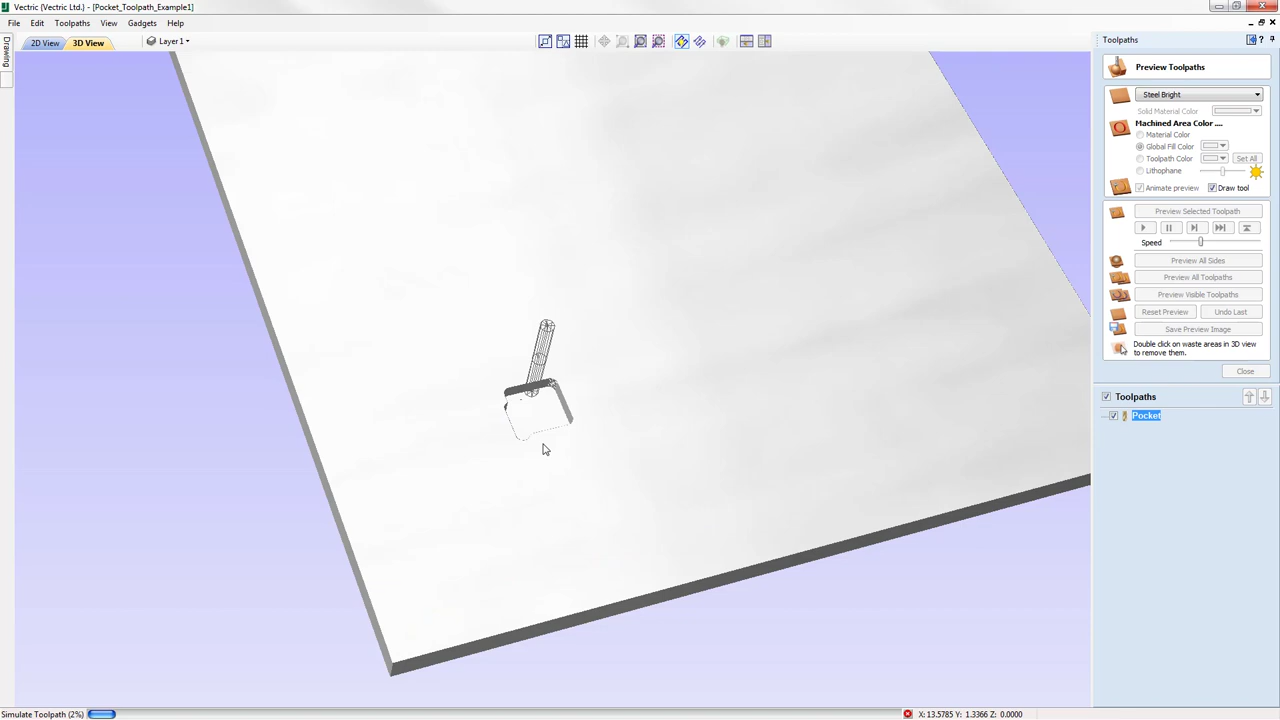 Vectric (Vectric Ltd.) - [Pocket_Toolpath_Example1]
File Edit Toolpaths View Gadgets Help
2D View 3D View Layer 1
Drawing
Toolpaths
Preview Toolpaths
Steel Bright
Solid Material Color
Machined Area Color ....
Material Color
Global Fill Color
Toolpath Color Set All
Lithophane
Animate preview Draw tool
Preview Selected Toolpath
Speed
Preview All Sides
Preview All Toolpaths
Preview Visible Toolpaths
Reset Preview Undo Last
Save Preview Image
Double click on waste areas in 3D view
to remove them.
Close
Toolpaths
Pocket
Simulate Toolpath (2%) X: 13.5785 Y: 1.3366 Z: 0.0000